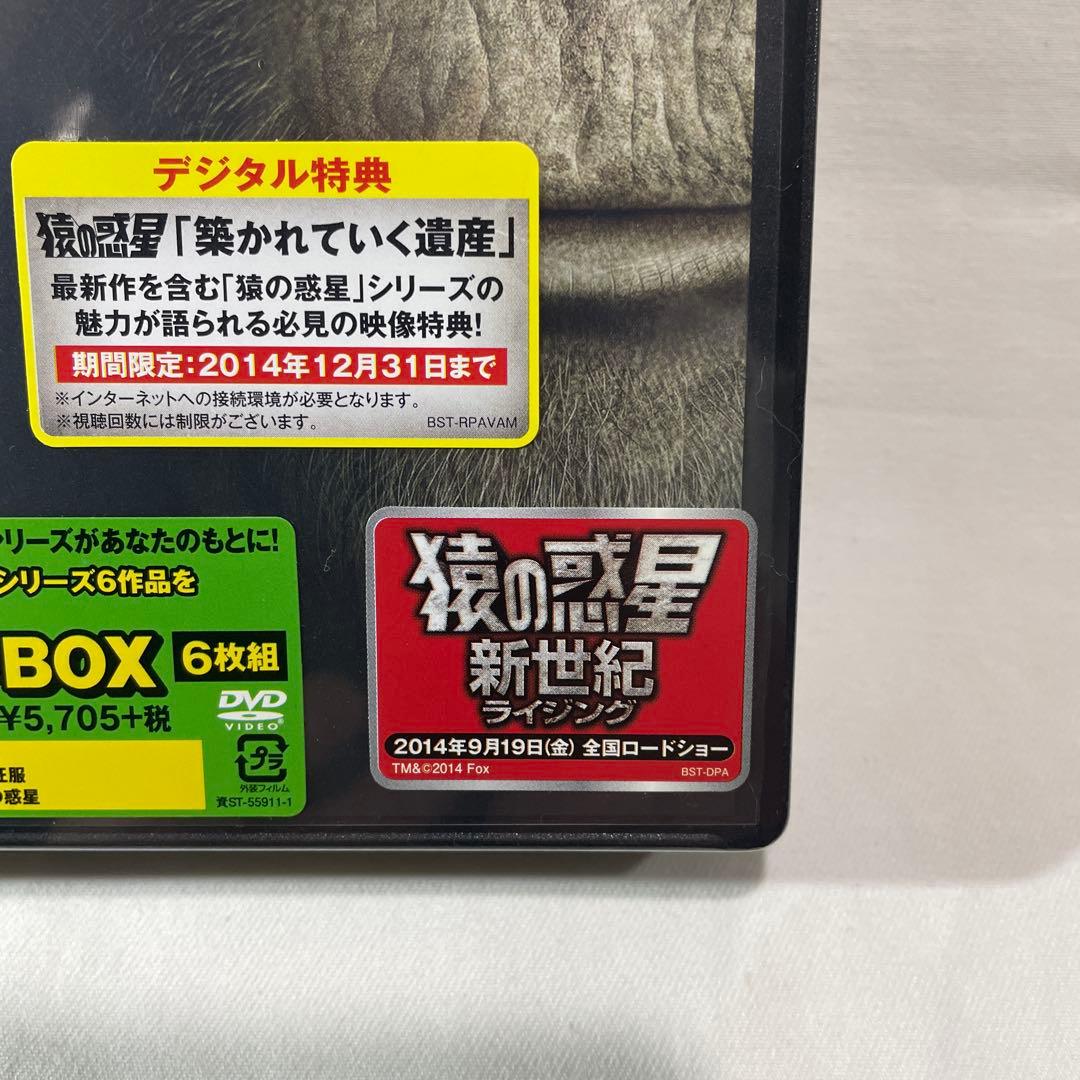 デジタル特典
猿の惑星「築かれていく遺産」
最新作を含む「猿の惑星」シリーズの
魅力が語られる必見の映像特典!
期間限定:2014年12月31日まで
※インターネットへの接続環境が必要となります。
※視聴回数には制限がございます。
BST-RPAVAM
リーズがあなたのもとに!
シリーズ6作品を
BOX 6枚組
¥5,705+税
DVD
VIDEO
プラ
外装フィルム
服
惑星
資ST-55911-1
猿の惑星
新世紀
ライジング
2014年9月19日(金) 全国ロードショー
TM&©2014 Fox
BST-DPA